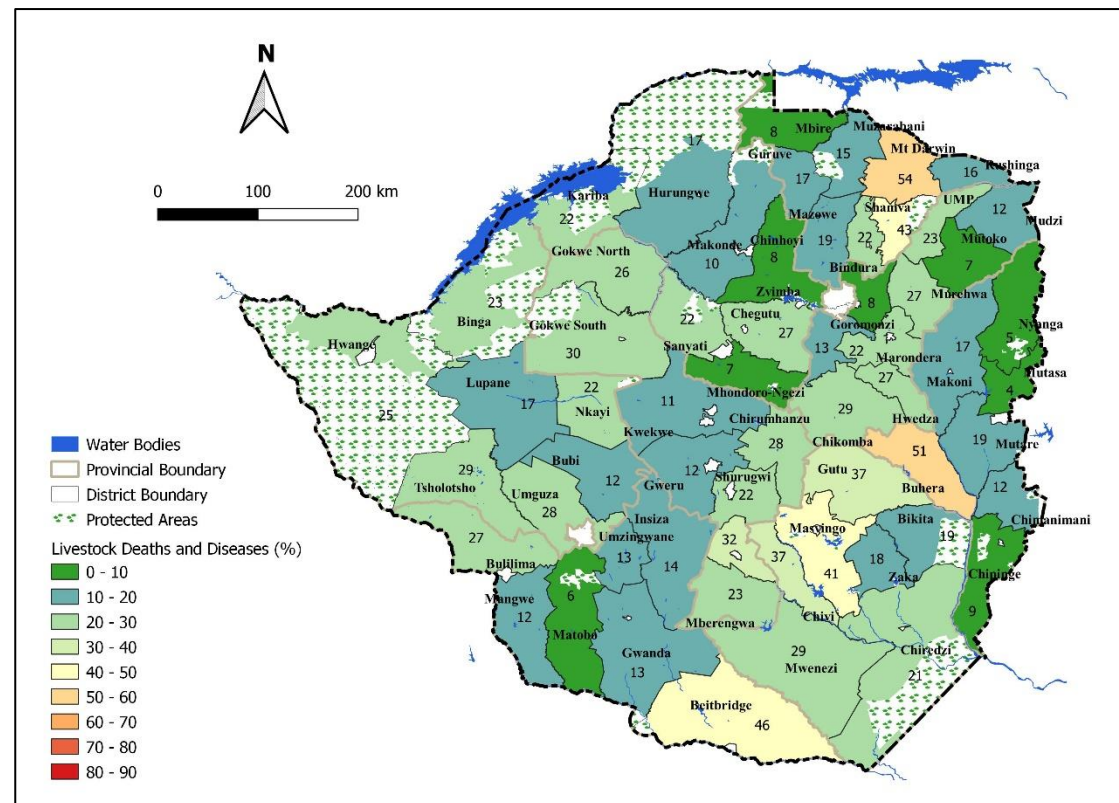 N
0 100 200 km
8
Mbire
Muzarabani
15
Mt Darwin
17
Guruve
17
54
Rushinga
16
Kariba
Hurungwe
UMP
12
22
Mazowe
Shamva
43
Mudzi
Gokwe North
Makonde
Chinhoyi
19
22
23
Mutoko
26
10
8
Bindura
7
23
Zvimba
8
27
Murehwa
Binga
Gokwe South
22
Chegutu
Goromonzi
5
Nyanga
Hwange
Sanyati
27
13
22
Marondera
17
30
7
27
Makoni
Mutasa
4
Lupane
22
Mhondoro-Ngezi
25
17
Nkayi
11
Chirumhanzu
29
Hwedza
Kwekwe
28
Chikomba
51
19
Mutare
Bubi
12
Gutu
29
Tsholotsho
Umguza
12
Gweru
Shurugwi
37
Buhera
12
28
22
Insiza
Masvingo
Bikita
Chimanimani
27
Umzingwane
32
19
Bulilima
13
14
37
41
18
Zaka
Chipinge
Mangwe
6
23
9
12
Matobo
Mberengwa
Chivi
Gwanda
29
Chiredzi
13
Mwenezi
21
Beitbridge
46
Water Bodies
Provincial Boundary
District Boundary
Protected Areas
Livestock Deaths and Diseases (%)
0 - 10
10 - 20
20 - 30
30 - 40
40 - 50
50 - 60
60 - 70
70 - 80
80 - 90